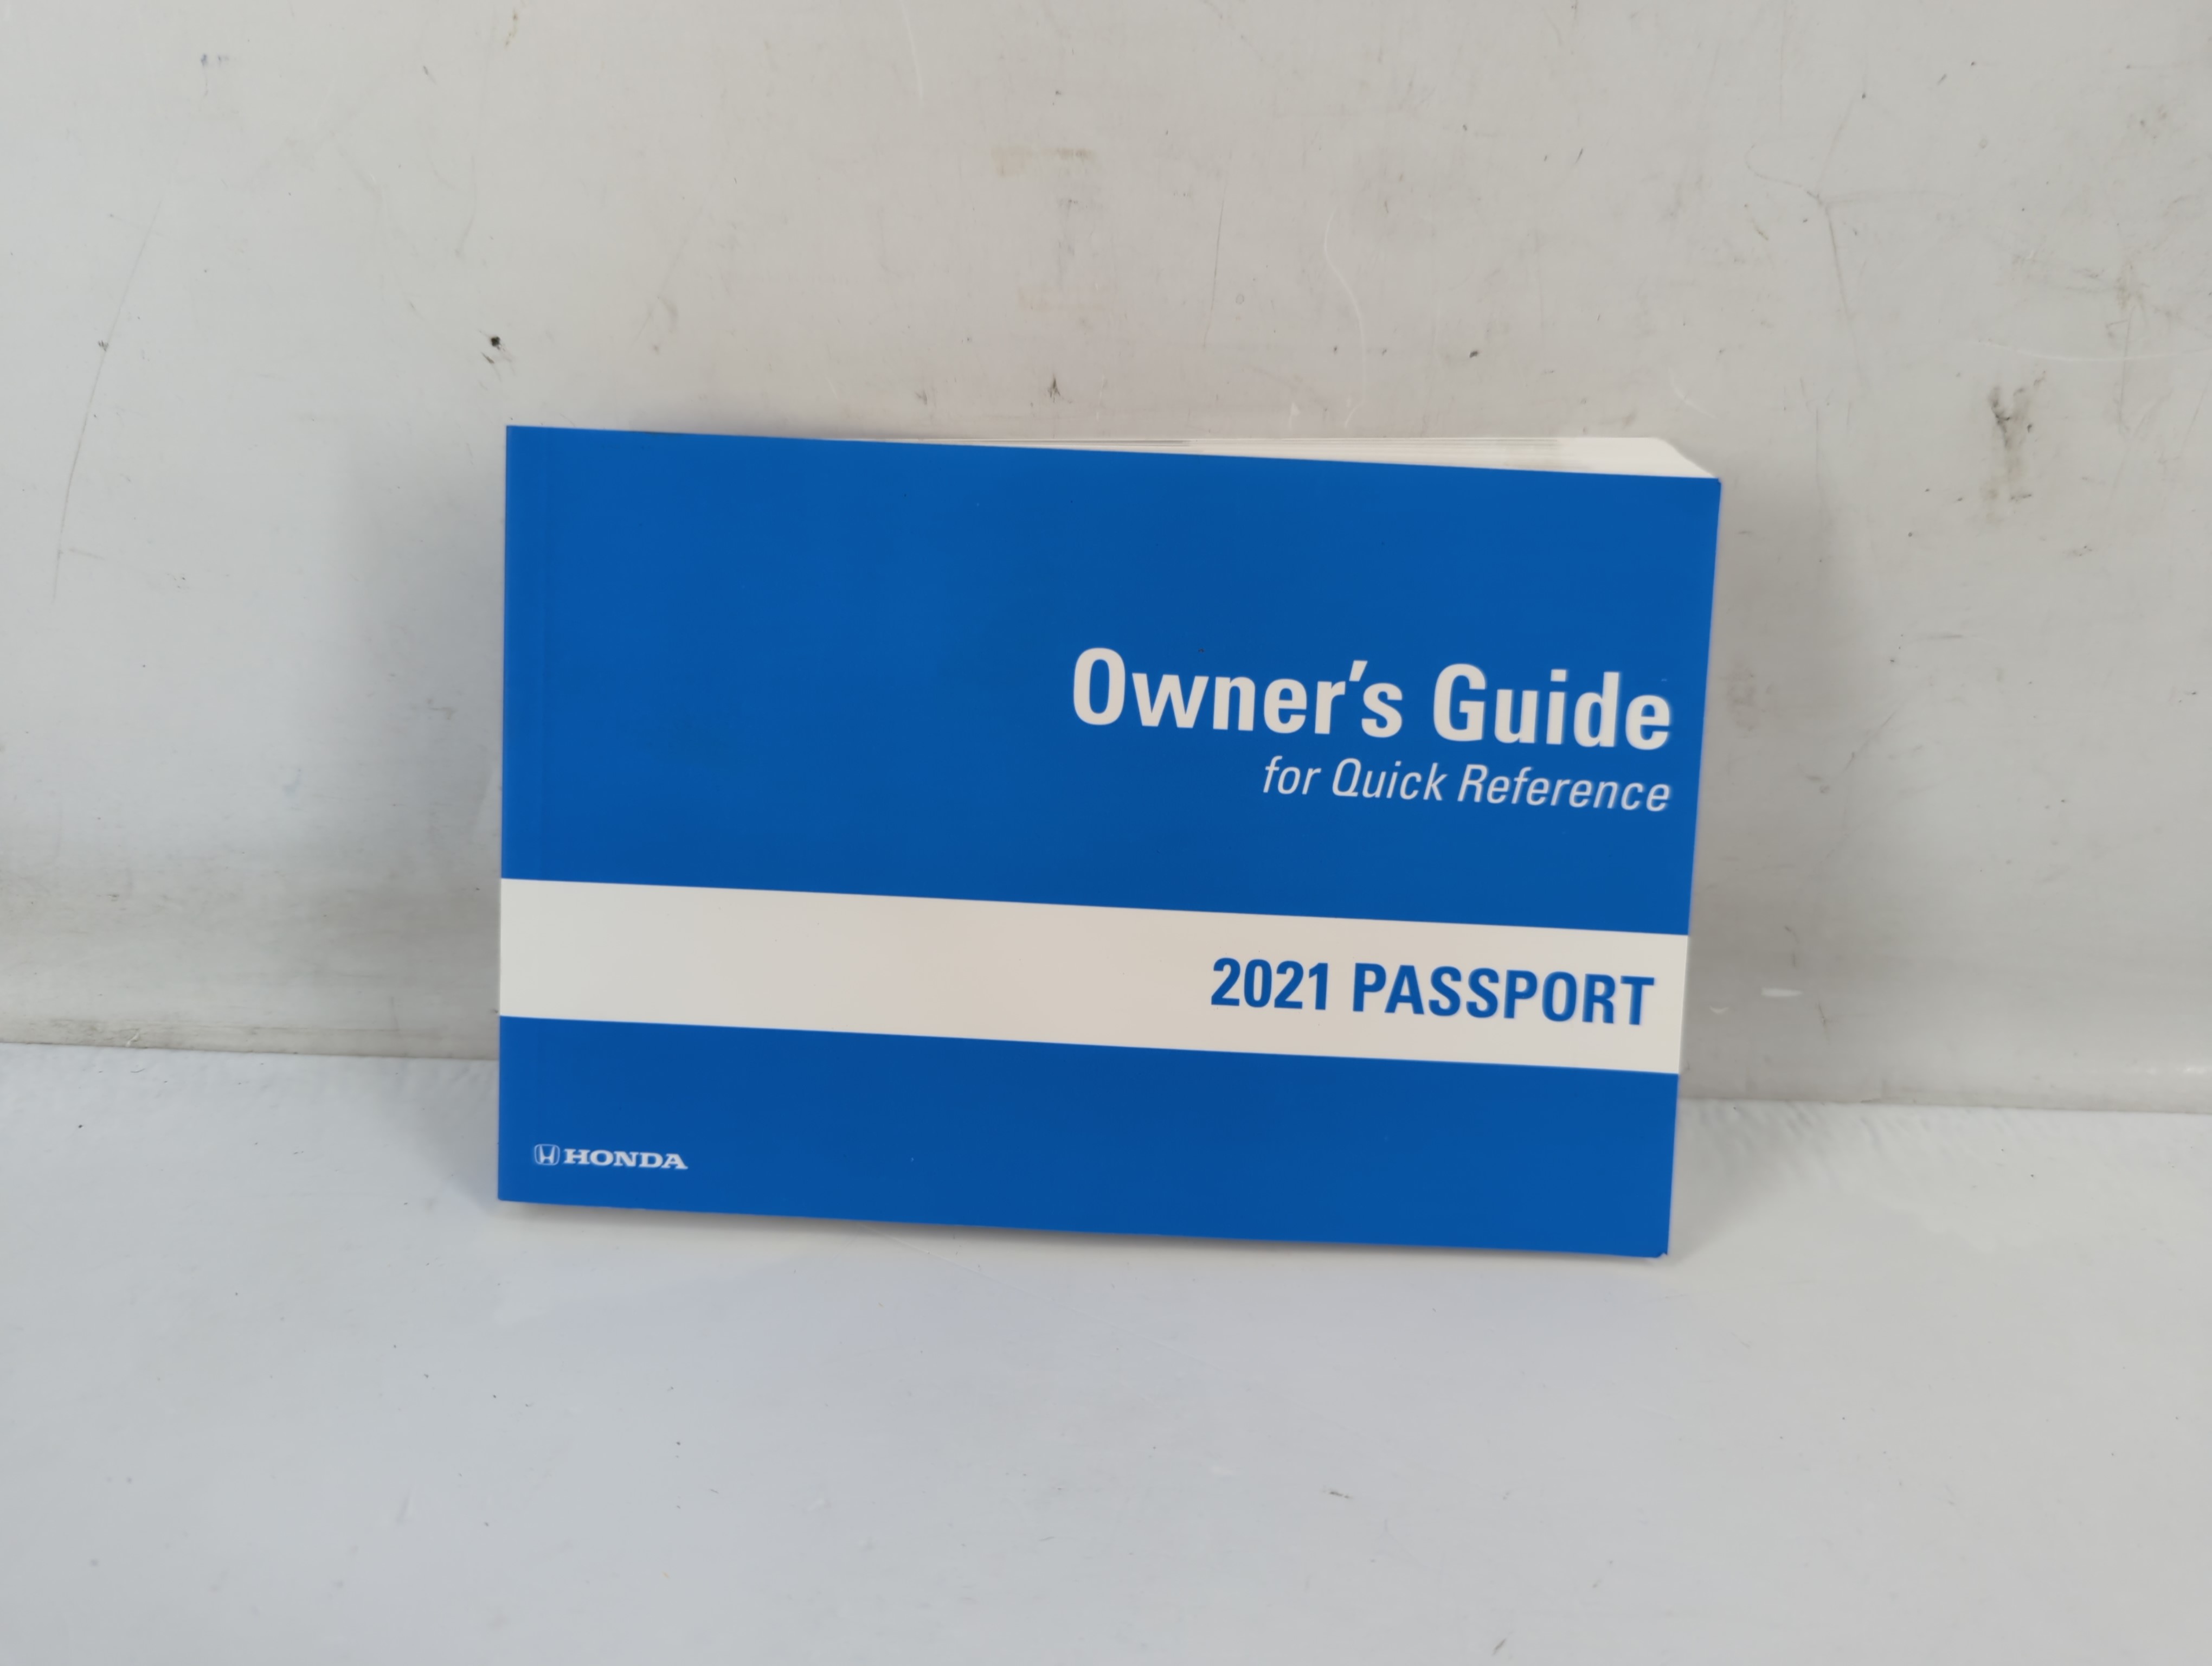 Owner's Guide
for Quick Reference
2021 PASSPORT
HONDA